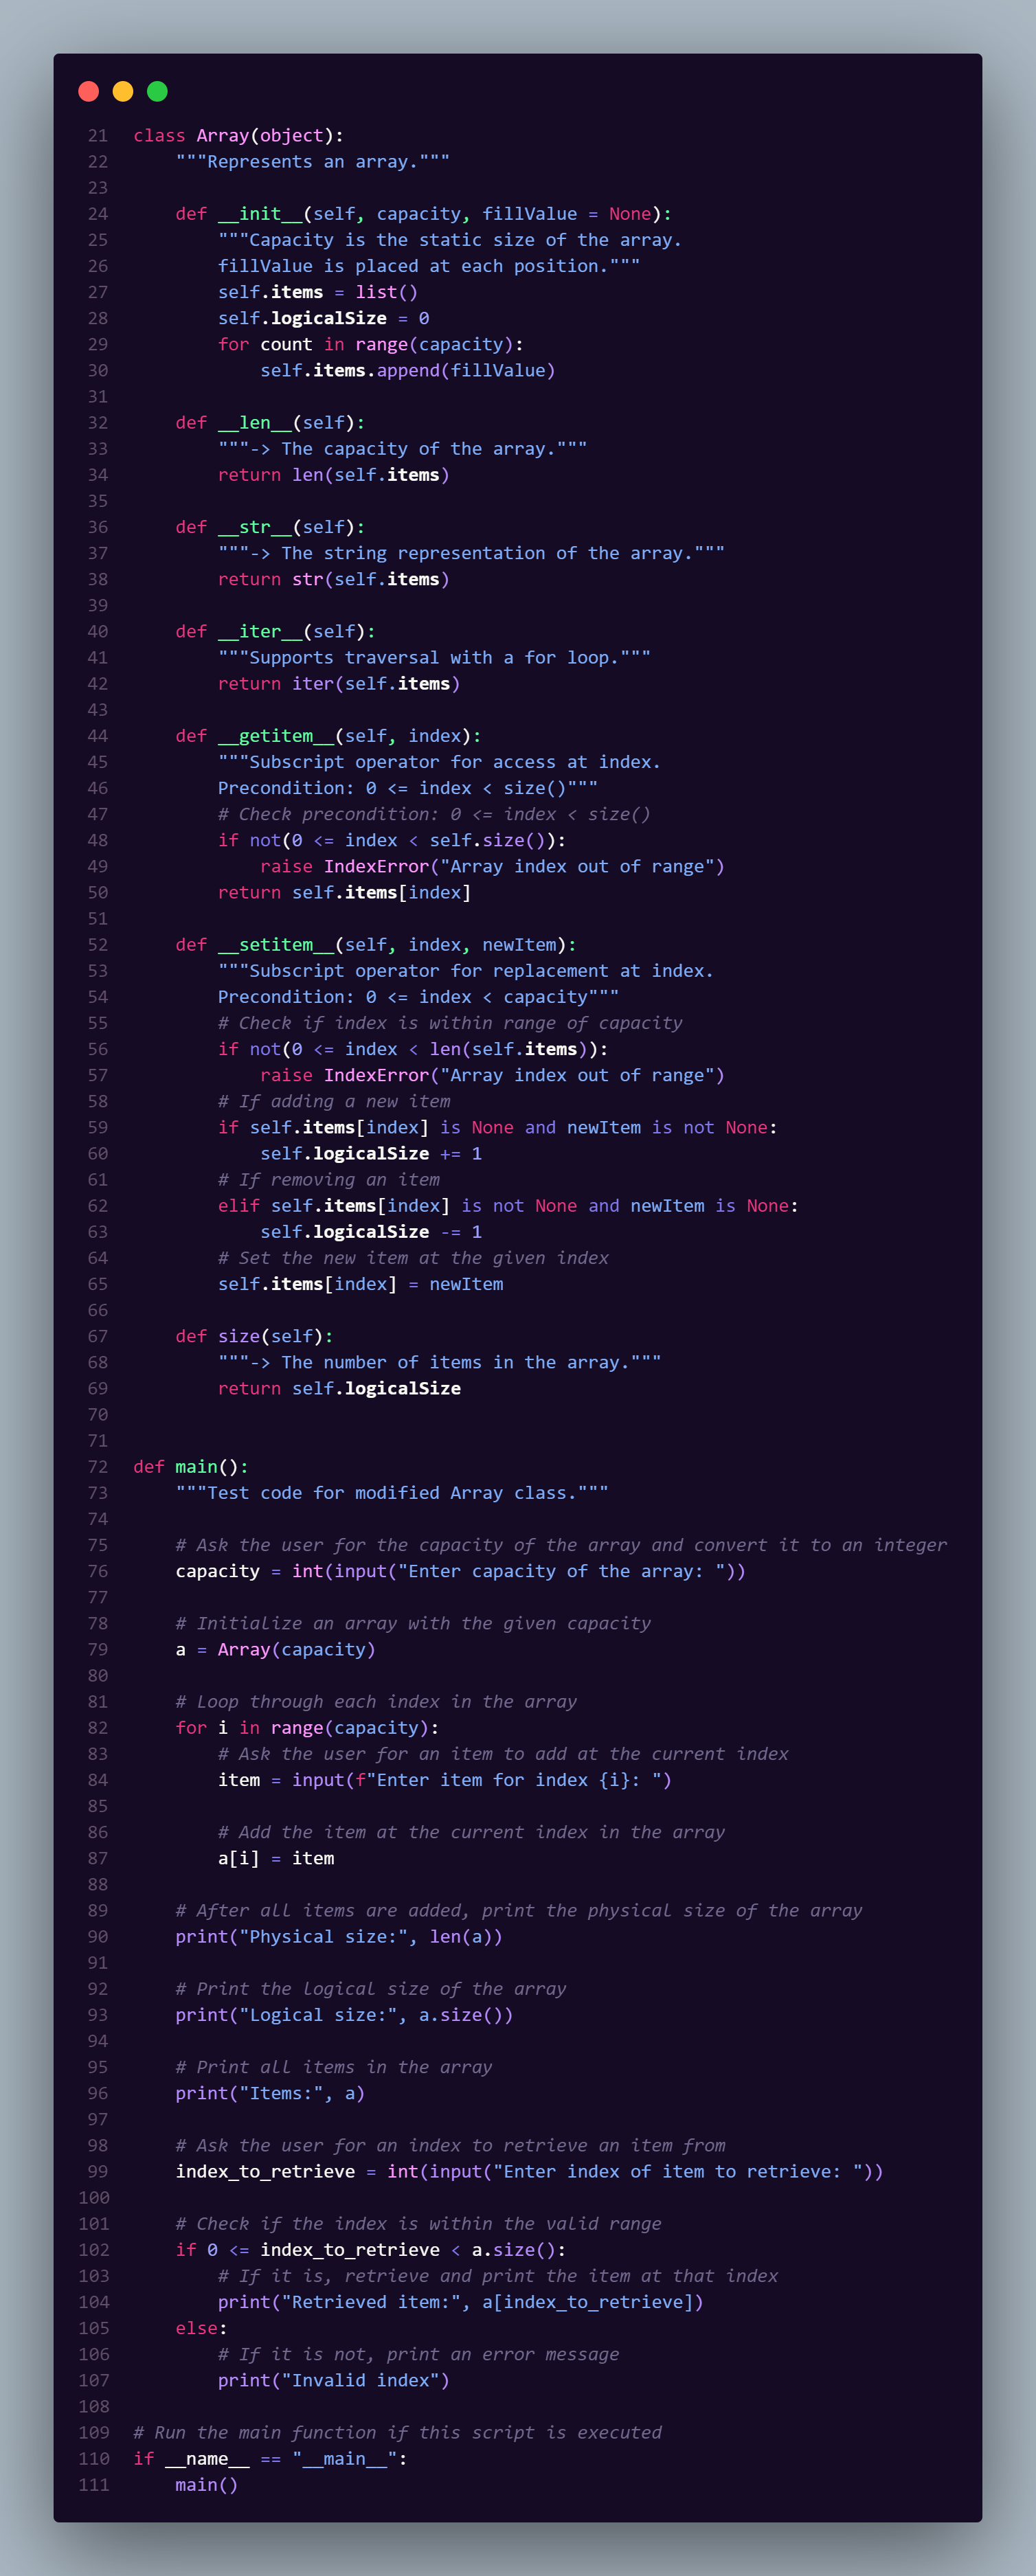 21 class Array(object):
22     """Represents an array."""
23
24     def __init__(self, capacity, fillValue = None):
25         """Capacity is the static size of the array.
26         fillValue is placed at each position."""
27         self.items = list()
28         self.logicalSize = 0
29         for count in range(capacity):
30             self.items.append(fillValue)
31
32     def __len__(self):
33         """-> The capacity of the array."""
34         return len(self.items)
35
36     def __str__(self):
37         """-> The string representation of the array."""
38         return str(self.items)
39
40     def __iter__(self):
41         """Supports traversal with a for loop."""
42         return iter(self.items)
43
44     def __getitem__(self, index):
45         """Subscript operator for access at index.
46         Precondition: 0 <= index < size()"""
47         # Check precondition: 0 <= index < size()
48         if not(0 <= index < self.size()):
49             raise IndexError("Array index out of range")
50         return self.items[index]
51
52     def __setitem__(self, index, newItem):
53         """Subscript operator for replacement at index.
54         Precondition: 0 <= index < capacity"""
55         # Check if index is within range of capacity
56         if not(0 <= index < len(self.items)):
57             raise IndexError("Array index out of range")
58         # If adding a new item
59         if self.items[index] is None and newItem is not None:
60             self.logicalSize += 1
61         # If removing an item
62         elif self.items[index] is not None and newItem is None:
63             self.logicalSize -= 1
64         # Set the new item at the given index
65         self.items[index] = newItem
66
67     def size(self):
68         """-> The number of items in the array."""
69         return self.logicalSize
70
71
72 def main():
73     """Test code for modified Array class."""
74
75     # Ask the user for the capacity of the array and convert it to an integer
76     capacity = int(input("Enter capacity of the array: "))
77
78     # Initialize an array with the given capacity
79     a = Array(capacity)
80
81     # Loop through each index in the array
82     for i in range(capacity):
83         # Ask the user for an item to add at the current index
84         item = input(f"Enter item for index {i}: ")
85
86         # Add the item at the current index in the array
87         a[i] = item
88
89     # After all items are added, print the physical size of the array
90     print("Physical size:", len(a))
91
92     # Print the logical size of the array
93     print("Logical size:", a.size())
94
95     # Print all items in the array
96     print("Items:", a)
97
98     # Ask the user for an index to retrieve an item from
99     index_to_retrieve = int(input("Enter index of item to retrieve: "))
100
101     # Check if the index is within the valid range
102     if 0 <= index_to_retrieve < a.size():
103         # If it is, retrieve and print the item at that index
104         print("Retrieved item:", a[index_to_retrieve])
105     else:
106         # If it is not, print an error message
107         print("Invalid index")
108
109 # Run the main function if this script is executed
110 if __name__ == "__main__":
111     main()